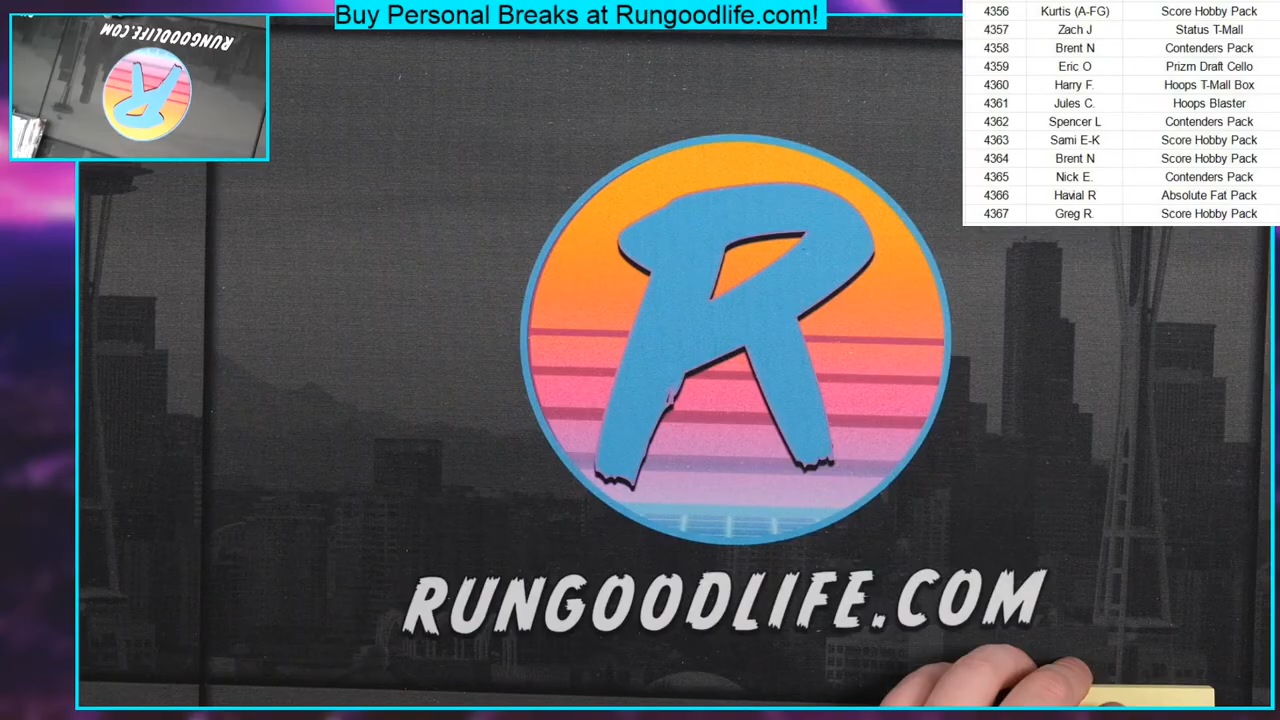 Buy Personal Breaks at Rungoodlife.com!
RUNGOODLIFE.COM
R
4356 Kurtis (A-FG) Score Hobby Pack
4357 Zach J Status T-Mall
4358 Brent N Contenders Pack
4359 Eric O Prizm Draft Cello
4360 Harry F. Hoops T-Mall Box
4361 Jules C. Hoops Blaster
4362 Spencer L Contenders Pack
4363 Sami E-K Score Hobby Pack
4364 Brent N Score Hobby Pack
4365 Nick E. Contenders Pack
4366 Havial R Absolute Fat Pack
4367 Greg R. Score Hobby Pack
R
RUNGOODLIFE.COM